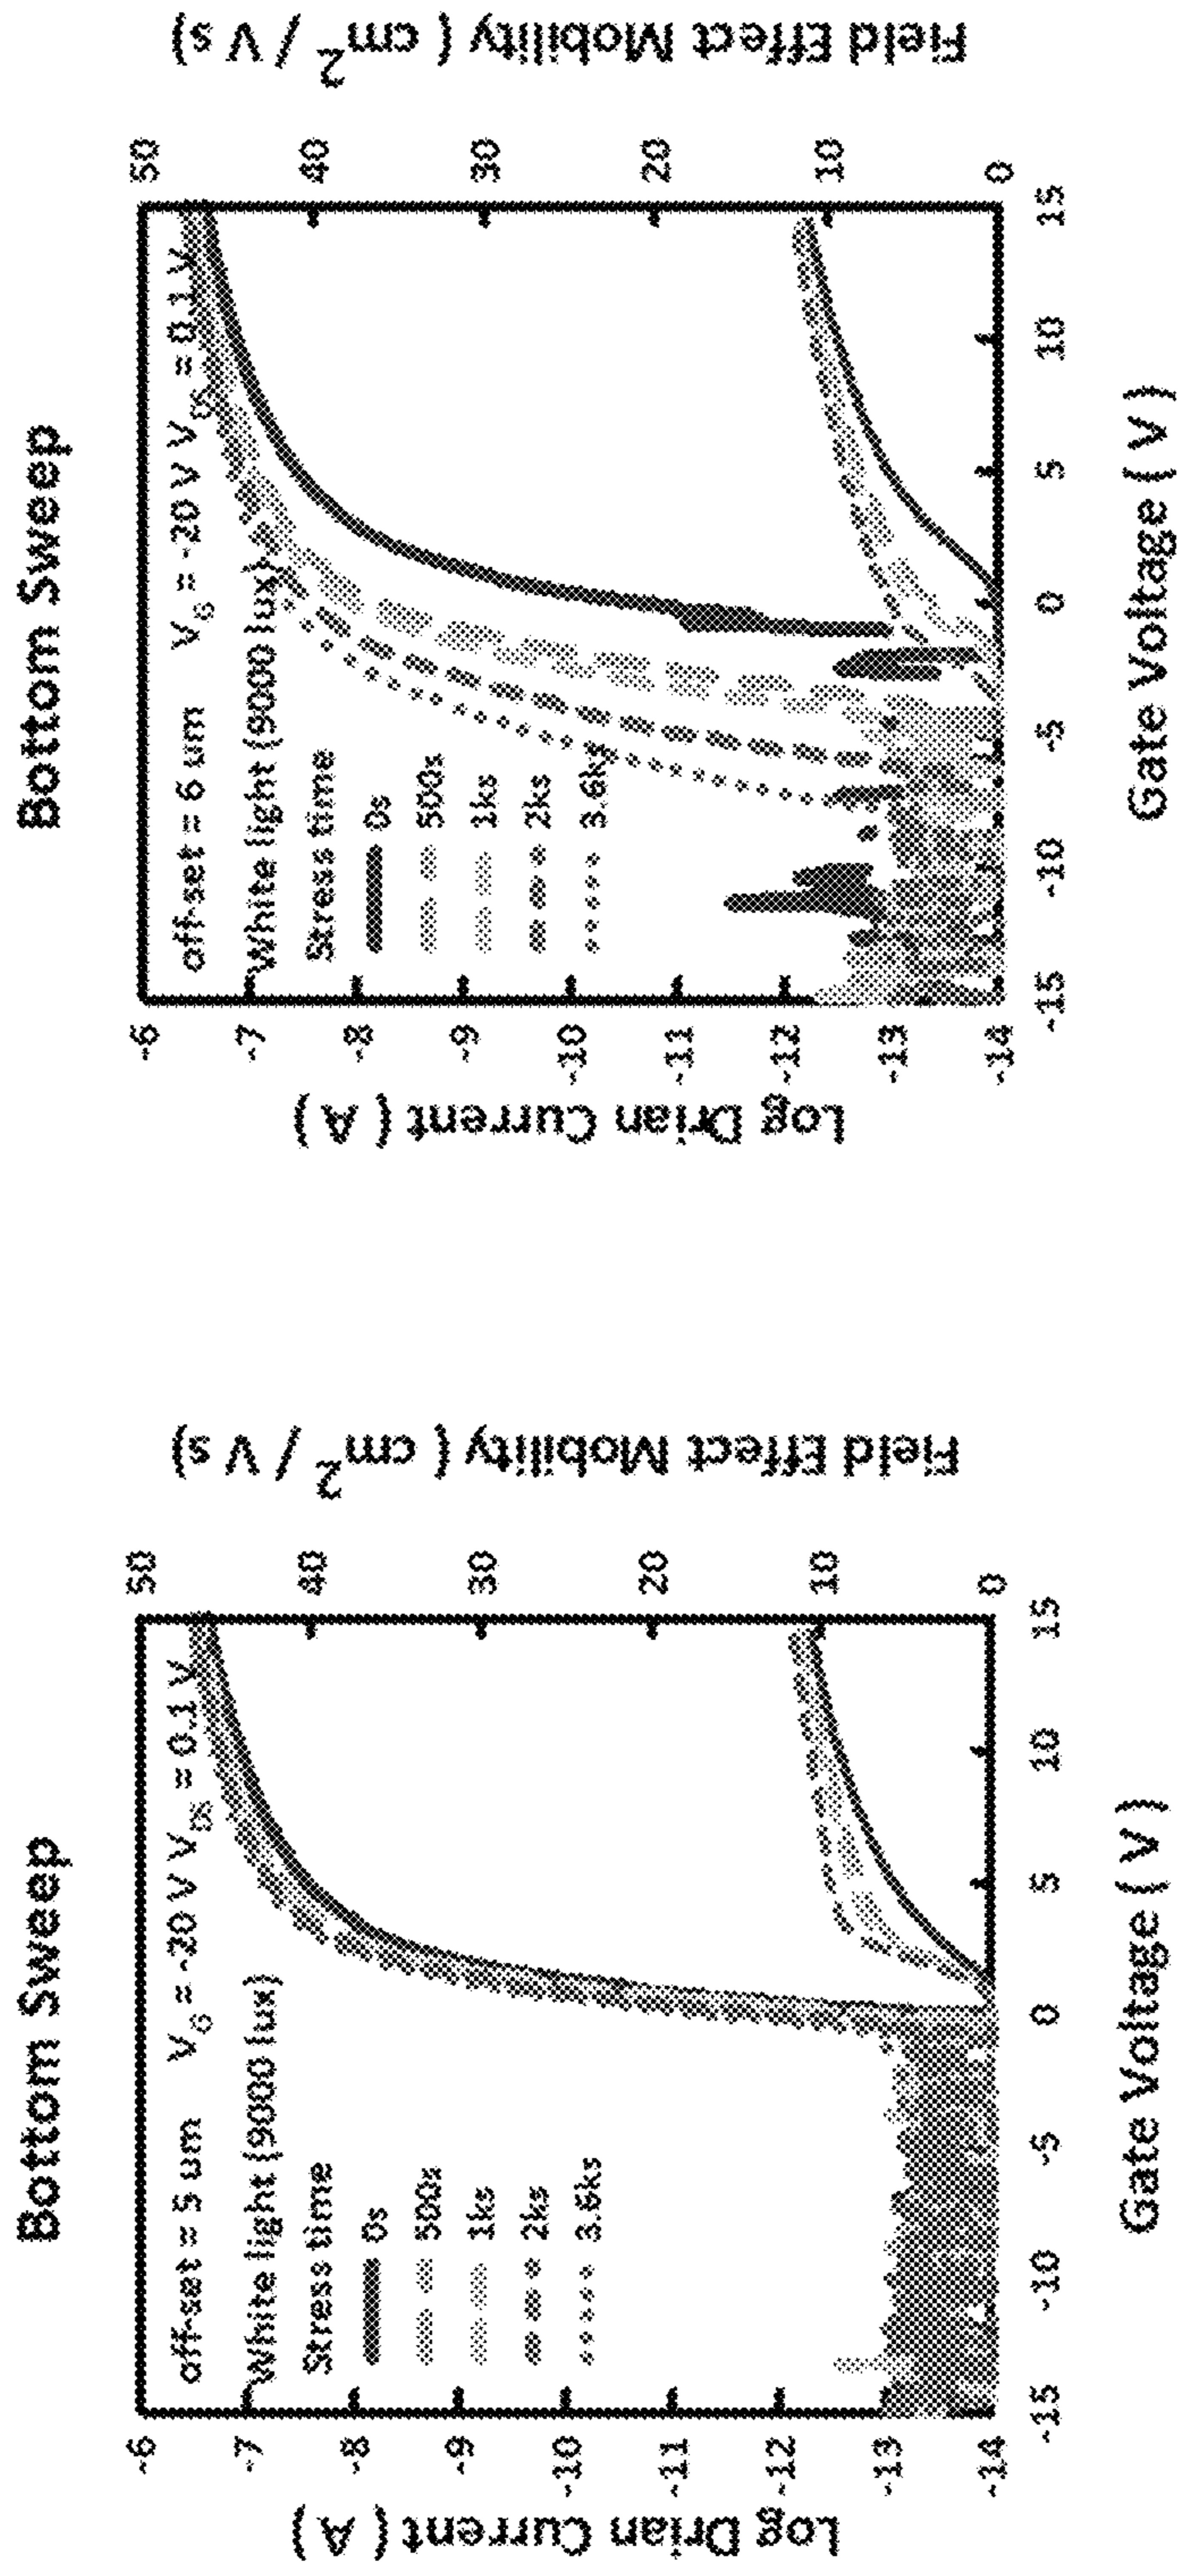 Bottom Sweep
off-set = 5 um V_G = -20 V V_DS = 0.1 V
White light (9000 lux)
Stress time
0s
500s
1ks
2ks
3.6ks
Log Drian Current ( A )
-6
-7
-8
-9
-10
-11
-12
-13
-14
Field Effect Mobility ( cm^2 / V s)
50
40
30
20
10
0
-15 -10 -5 0 5 10 15
Gate Voltage ( V )
Bottom Sweep
off-set = 6 um V_G = -20 V V_DS = 0.1 V
White light (9000 lux)
Stress time
0s
500s
1ks
2ks
3.6ks
Log Drian Current ( A )
-6
-7
-8
-9
-10
-11
-12
-13
-14
Field Effect Mobility ( cm^2 / V s)
50
40
30
20
10
0
-15 -10 -5 0 5 10 15
Gate Voltage ( V )